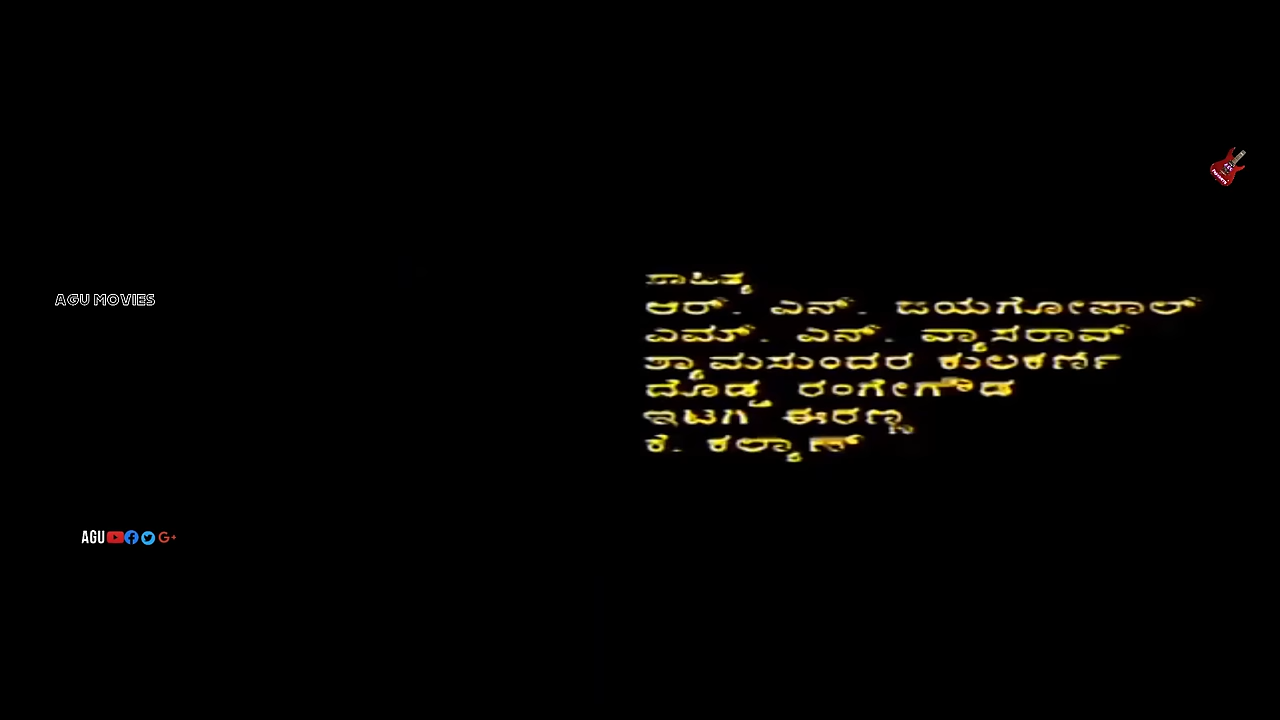 AGU MOVIES
ಸಾಹಿತ್ಯ
ಆರ್. ಎನ್. ಜಯಗೋಪಾಲ್
ಎಮ್. ಎನ್. ವ್ಯಾಸರಾವ್
ಶ್ಯಾಮಸುಂದರ ಕುಲಕರ್ಣಿ
ದೊಡ್ಡ ರಂಗೇಗೌಡ
ಇಟಗಿ ಈರಣ್ಣ
ಕೆ. ಕಲ್ಯಾಣ್
AGU G+